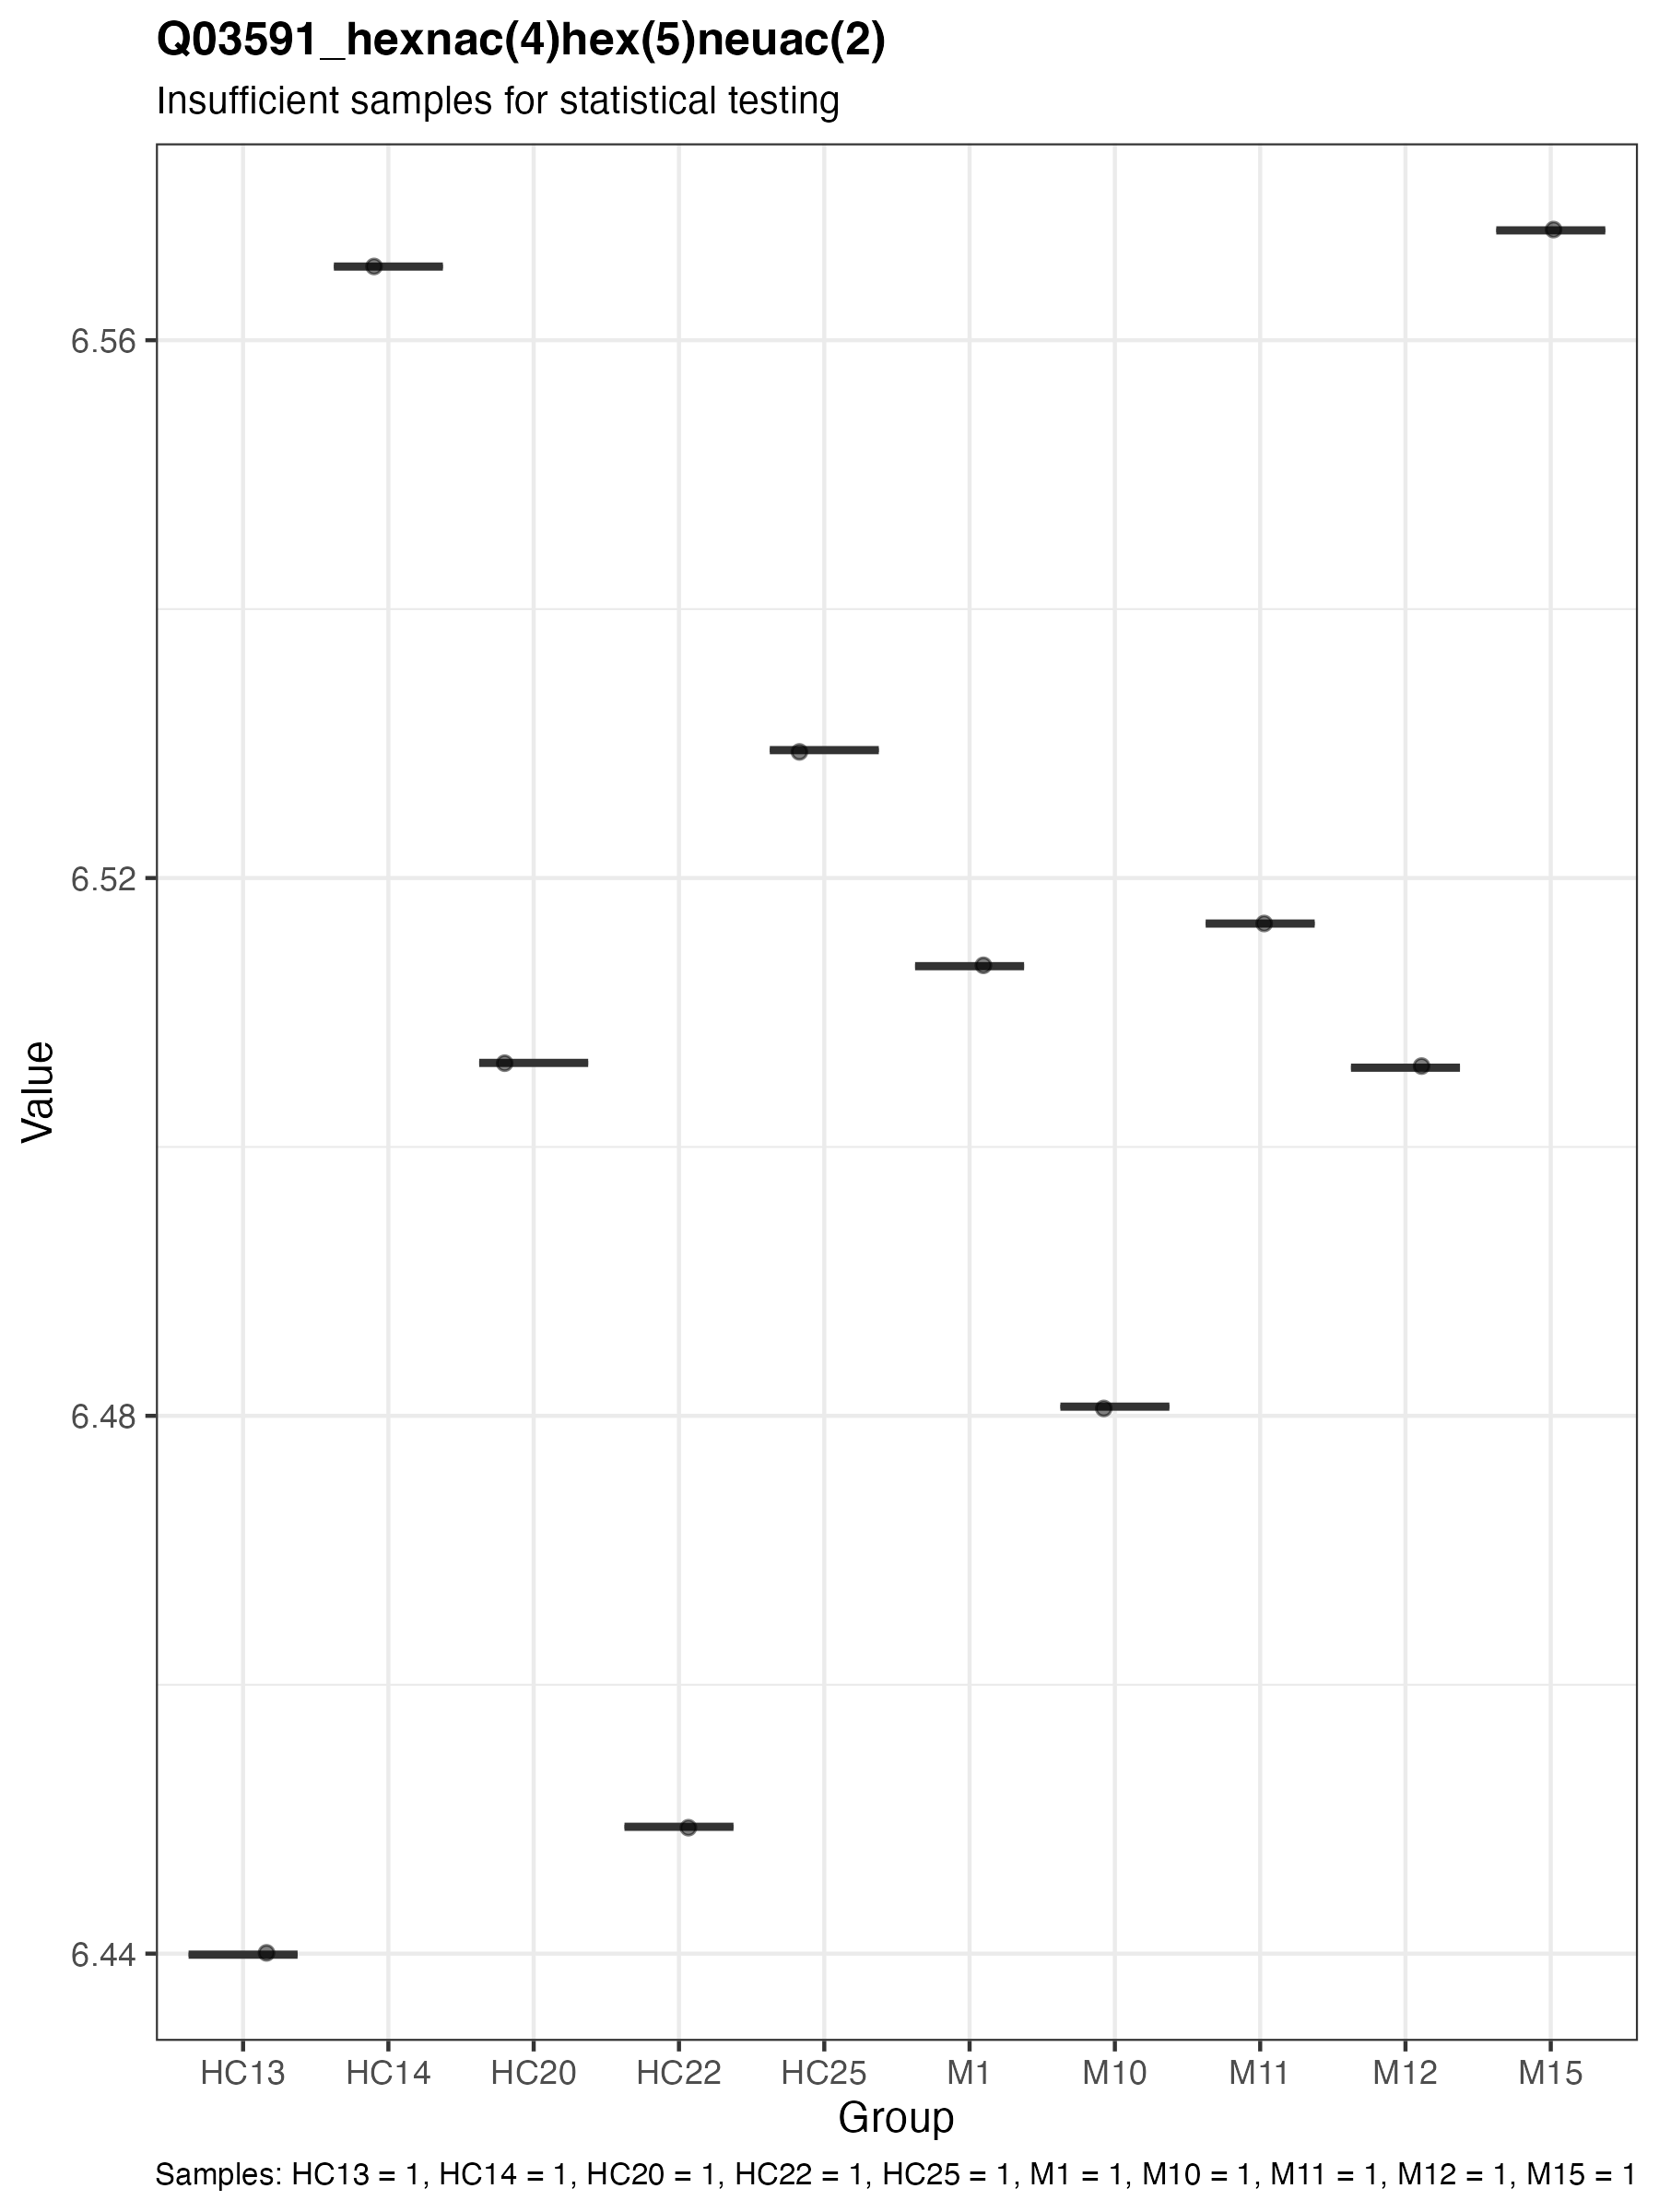 Q03591_hexnac(4)hex(5)neuac(2)
Insufficient samples for statistical testing
6.56
6.52
6.48
6.44
Value
HC13 HC14 HC20 HC22 HC25 M1 M10 M11 M12 M15
Group
Samples: HC13 = 1, HC14 = 1, HC20 = 1, HC22 = 1, HC25 = 1, M1 = 1, M10 = 1, M11 = 1, M12 = 1, M15 = 1